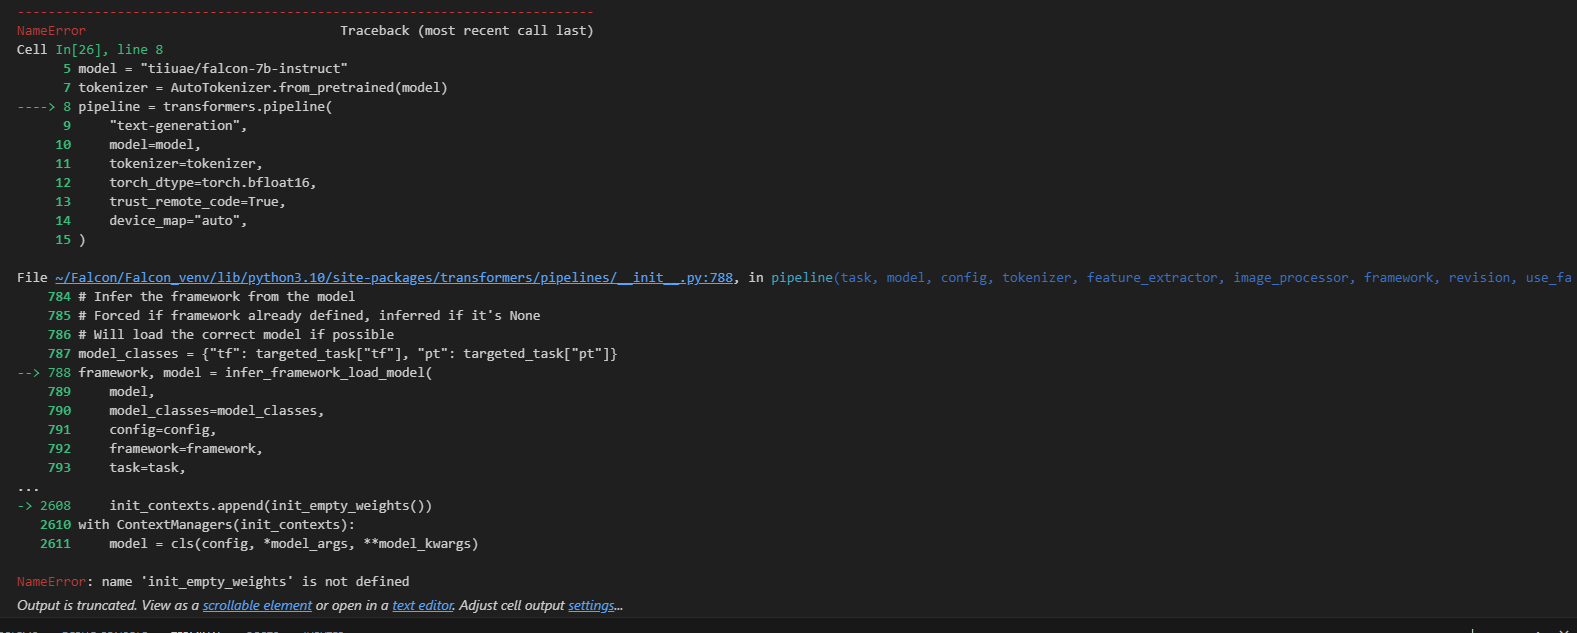 ---------------------------------------------------------------------------
NameError                                 Traceback (most recent call last)
Cell In[26], line 8
      5 model = "tiiuae/falcon-7b-instruct"
      7 tokenizer = AutoTokenizer.from_pretrained(model)
----> 8 pipeline = transformers.pipeline(
      9     "text-generation",
     10     model=model,
     11     tokenizer=tokenizer,
     12     torch_dtype=torch.bfloat16,
     13     trust_remote_code=True,
     14     device_map="auto",
     15 )
File ~/Falcon/Falcon_venv/lib/python3.10/site-packages/transformers/pipelines/__init__.py:788, in pipeline(task, model, config, tokenizer, feature_extractor, image_processor, framework, revision, use_fa
    784 # Infer the framework from the model
    785 # Forced if framework already defined, inferred if it's None
    786 # Will load the correct model if possible
    787 model_classes = {"tf": targeted_task["tf"], "pt": targeted_task["pt"]}
--> 788 framework, model = infer_framework_load_model(
    789     model,
    790     model_classes=model_classes,
    791     config=config,
    792     framework=framework,
    793     task=task,
...
-> 2608     init_contexts.append(init_empty_weights())
   2610 with ContextManagers(init_contexts):
   2611     model = cls(config, *model_args, **model_kwargs)
NameError: name 'init_empty_weights' is not defined
Output is truncated. View as a scrollable element or open in a text editor. Adjust cell output settings...